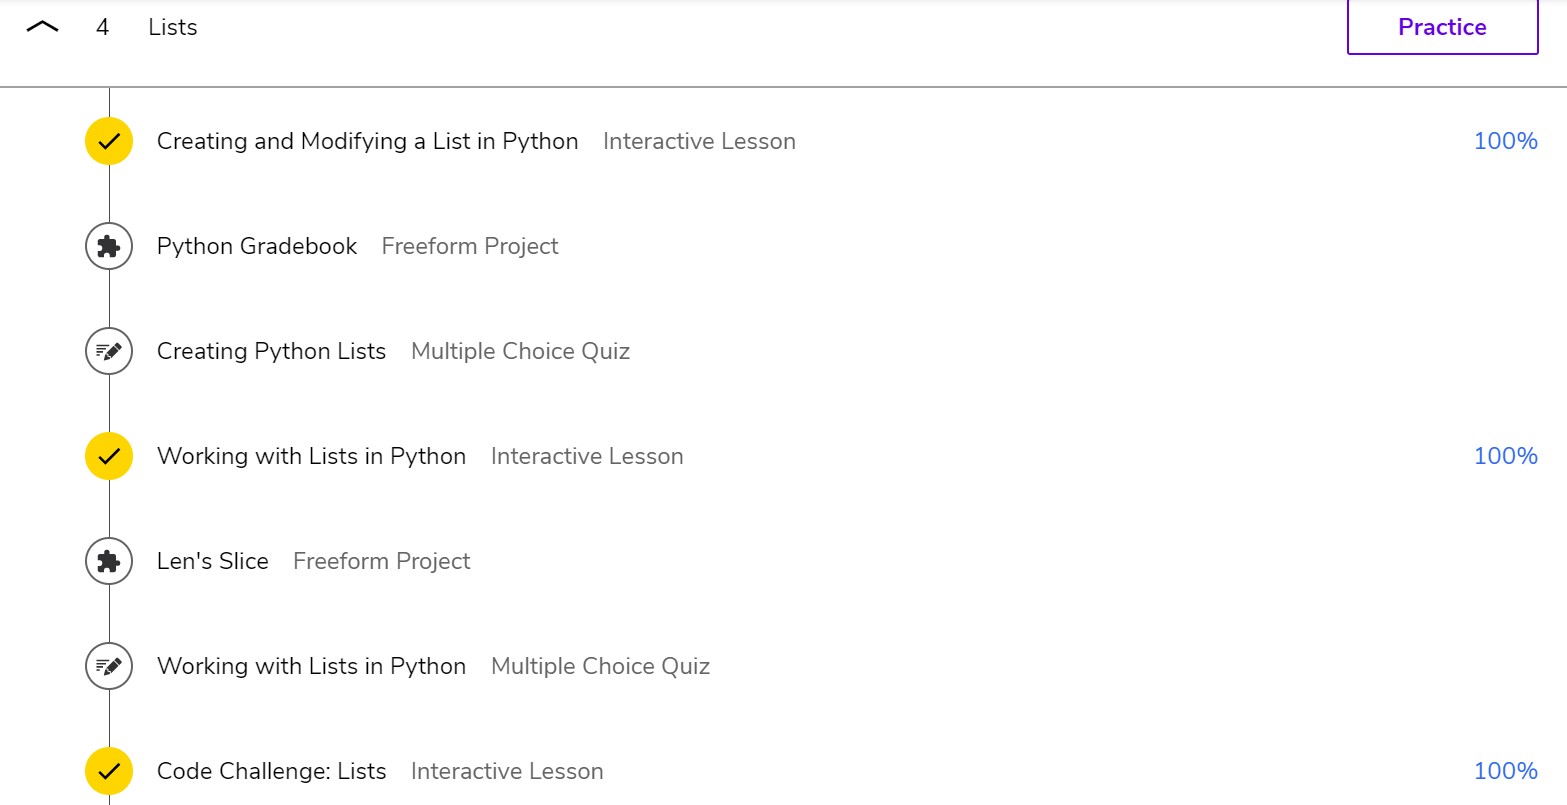 4 Lists Practice
Creating and Modifying a List in Python Interactive Lesson 100%
Python Gradebook Freeform Project
Creating Python Lists Multiple Choice Quiz
Working with Lists in Python Interactive Lesson 100%
Len's Slice Freeform Project
Working with Lists in Python Multiple Choice Quiz
Code Challenge: Lists Interactive Lesson 100%